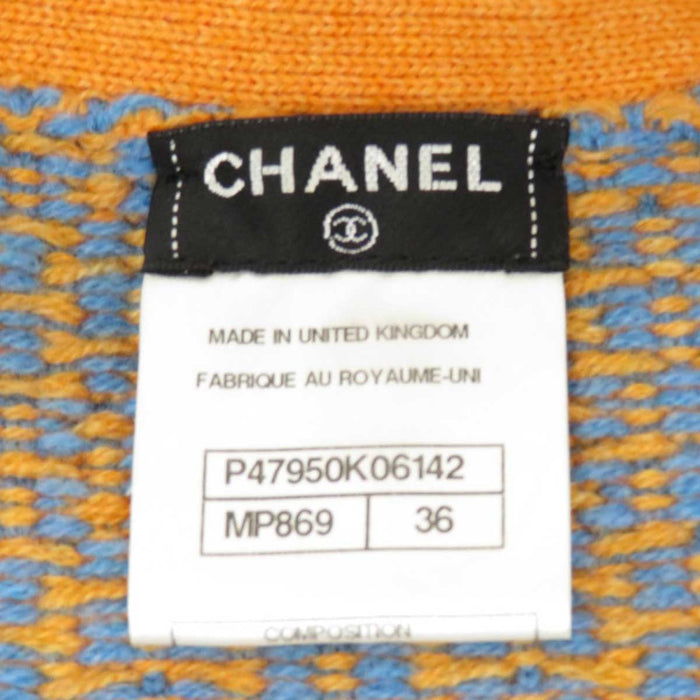 CHANEL
MADE IN UNITED KINGDOM
FABRIQUE AU ROYAUME-UNI
P47950K06142
MP869 36
COMPOSITION